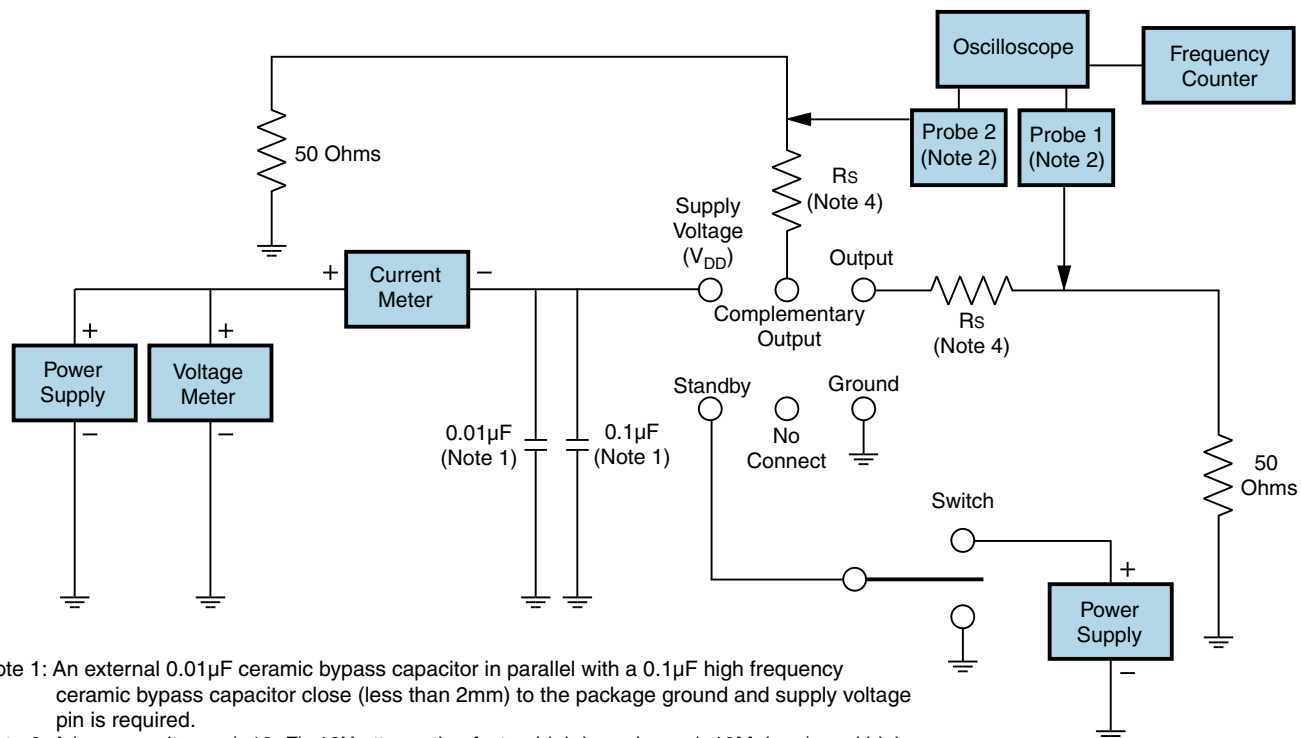 Oscilloscope
Frequency
Counter
Probe 2
(Note 2)
Probe 1
(Note 2)
50 Ohms
Rs
(Note 4)
Supply
Voltage
(VDD)
Output
+
Current
Meter
−
Complementary
Output
Rs
(Note 4)
+
Power
Supply
−
+
Voltage
Meter
−
Standby
Ground
No
Connect
0.01µF
(Note 1)
0.1µF
(Note 1)
50
Ohms
Switch
+
Power
Supply
−
ote 1: An external 0.01µF ceramic bypass capacitor in parallel with a 0.1µF high frequency
ceramic bypass capacitor close (less than 2mm) to the package ground and supply voltage
pin is required.